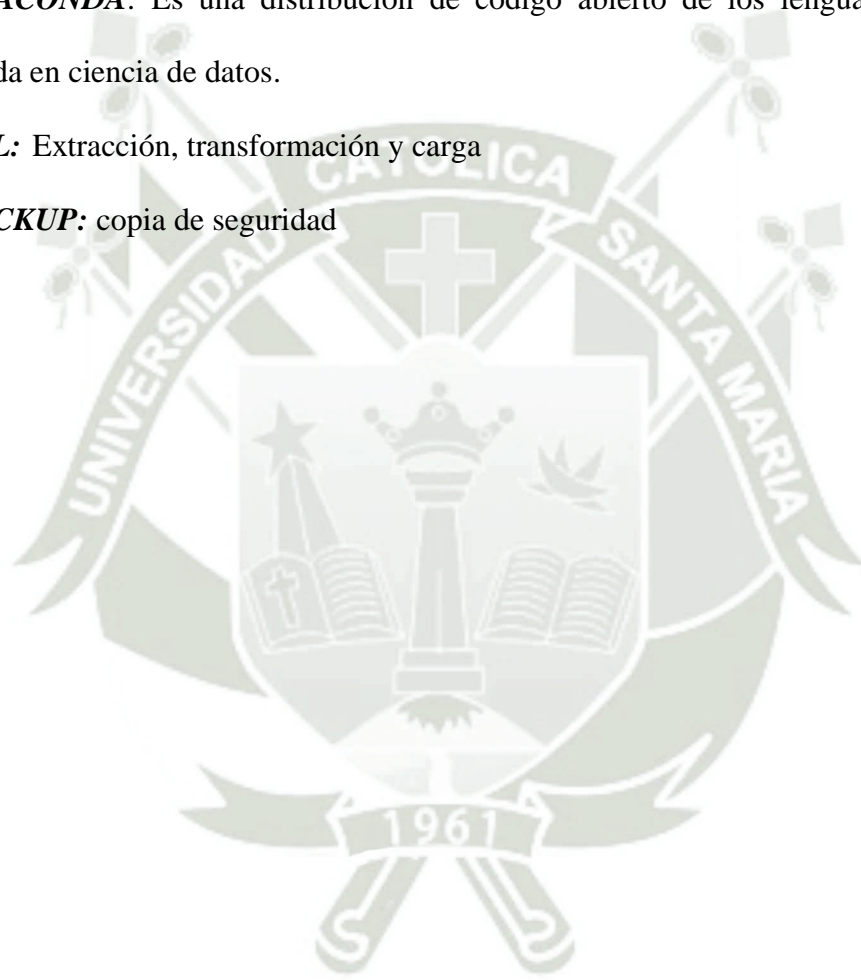 ACONDA: Es una distribución de código abierto de los lengua
da en ciencia de datos.
L: Extracción, transformación y carga
CKUP: copia de seguridad
UNIVERSIDAD CATOLICA SANTA MARIA
1961